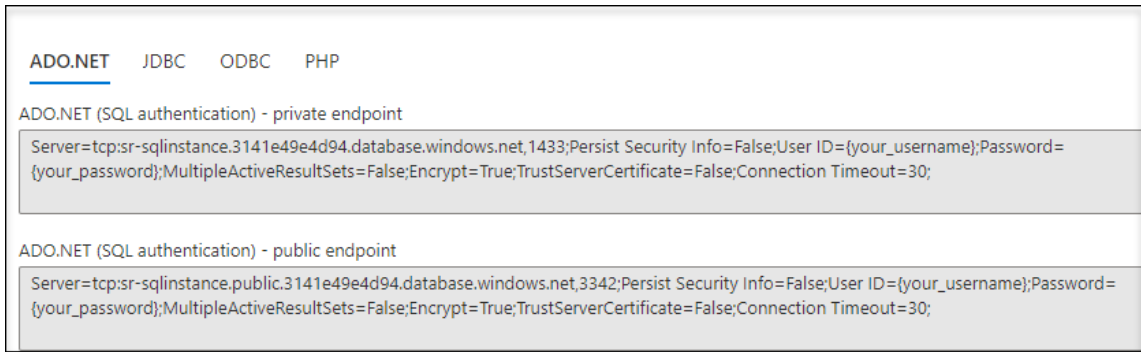 ADO.NET JDBC ODBC PHP
ADO.NET (SQL authentication) - private endpoint
Server=tcp:sr-sqlinstance.3141e49e4d94.database.windows.net,1433;Persist Security Info=False;User ID={your_username};Password=
{your_password};MultipleActiveResultSets=False;Encrypt=True;TrustServerCertificate=False;Connection Timeout=30;
ADO.NET (SQL authentication) - public endpoint
Server=tcp:sr-sqlinstance.public.3141e49e4d94.database.windows.net,3342;Persist Security Info=False;User ID={your_username};Password=
{your_password};MultipleActiveResultSets=False;Encrypt=True;TrustServerCertificate=False;Connection Timeout=30;